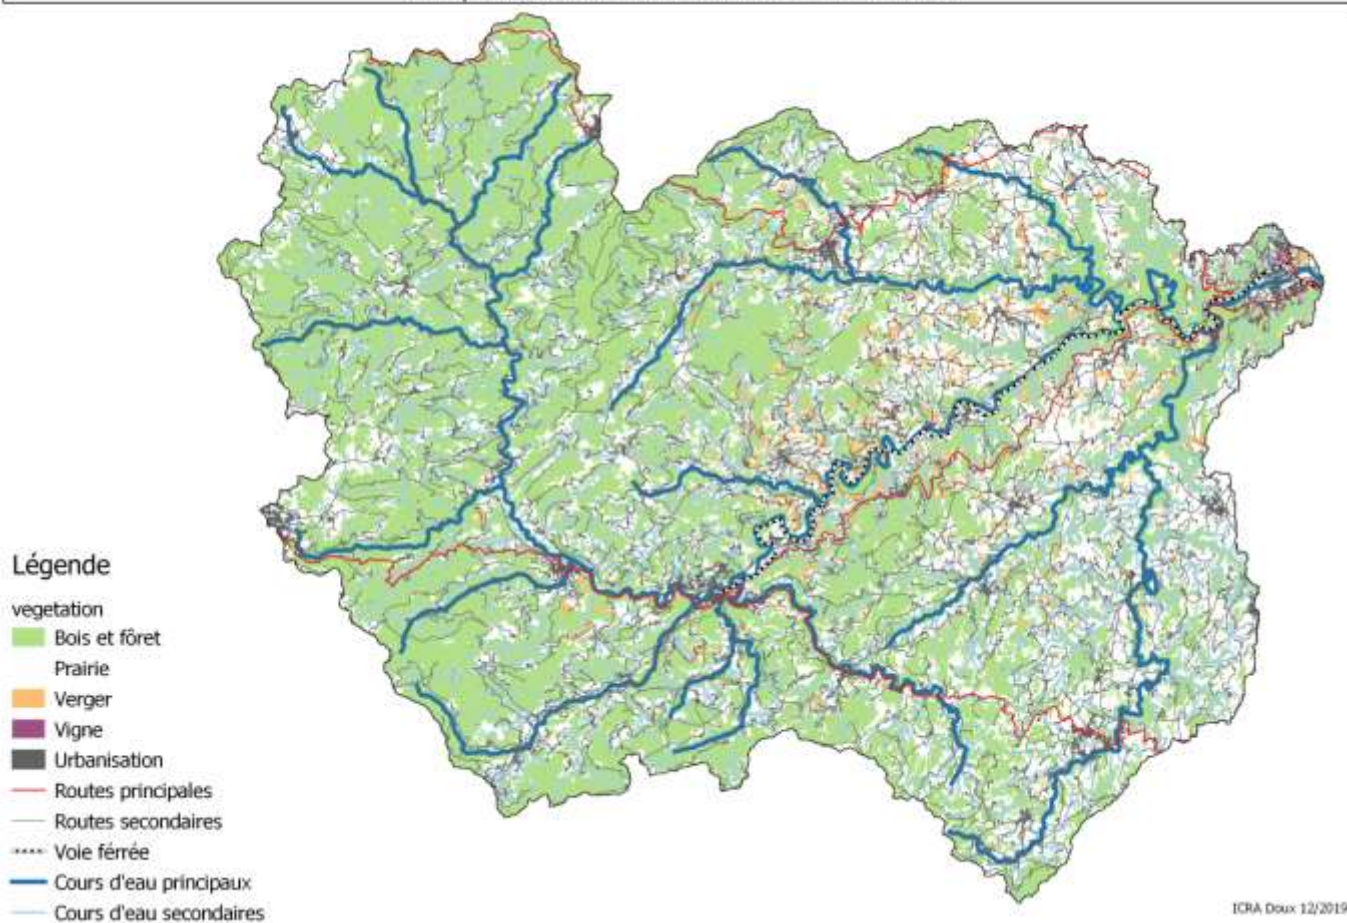 Légende
vegetation
Bois et fôret
Prairie
Verger
Vigne
Urbanisation
Routes principales
Routes secondaires
Voie férrée
Cours d'eau principaux
Cours d'eau secondaires
ICRA Doux 12/2019